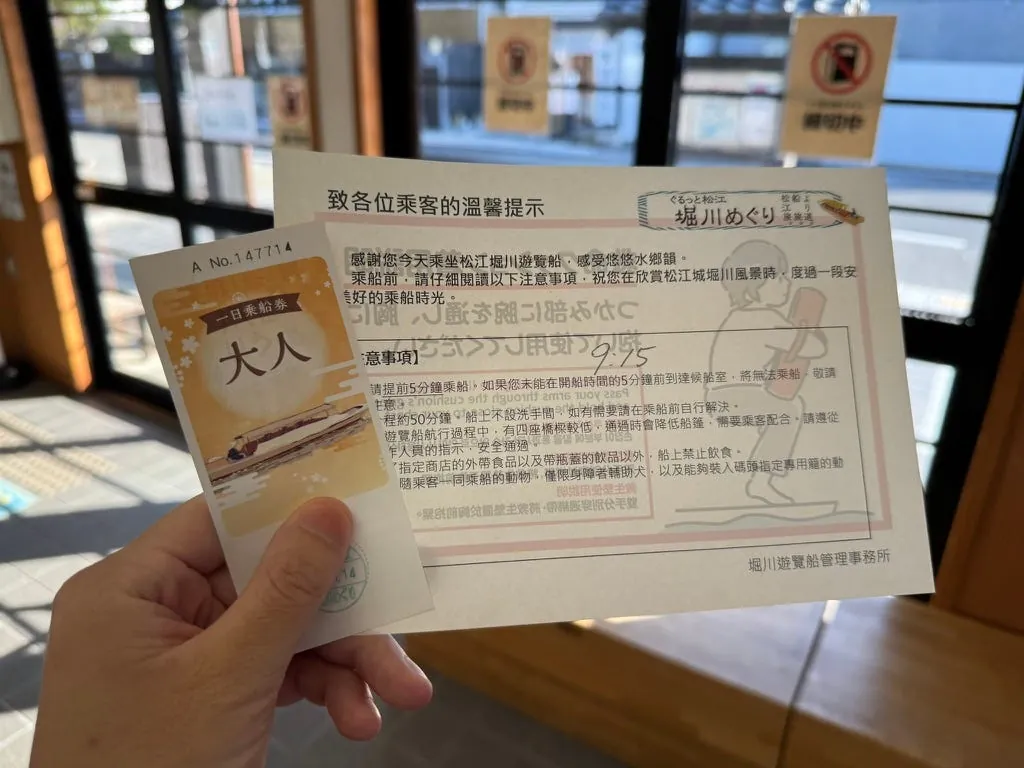 A No.147714
一日乗船券
大人
致各位乘客的溫馨提示
ぐるっと松江
堀川めぐり
感謝您今天乘坐松江堀川遊覽船，感受悠悠水鄉韻。
乘船前，請仔細閱讀以下注意事項，祝您在欣賞松江城堀川風景時，度過一段安
美好的乘船時光。
意事項】
9:15
請提前5分鐘乘船。如果您未能在開船時間的5分鐘前到達候船室，將無法乘船，敬請
注意。
程約50分鐘。船上不設洗手間。如有需要請在乘船前自行解決。
遊覽船航行過程中，有四座橋樑較低，通過時會降低船篷，需要乘客配合。請遵從
作人員的指示，安全通過
了指定商店的外帶食品以及帶瓶蓋的飲品以外，船上禁止飲食。
隨乘客一同乘船的動物，僅限身障者輔助犬，以及能夠裝入碼頭指定專用籠的動
堀川遊覽船管理事務所
締切中